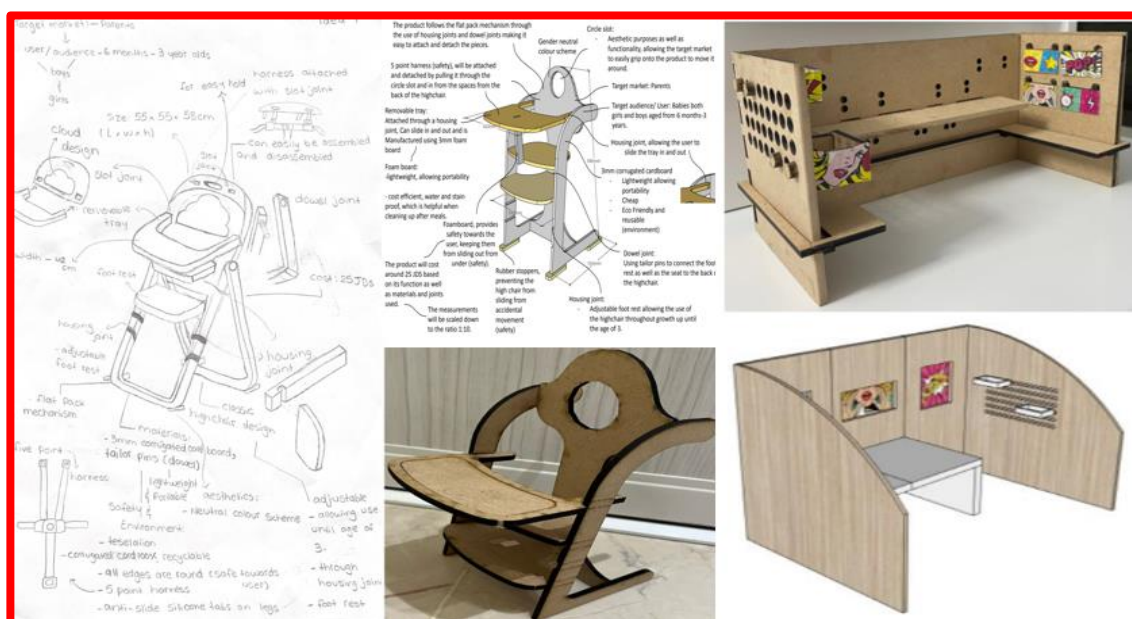 Target market - Parents
user/audience - 6 months - 3 year olds
boys
&
girls
for easy hold
harness attached
with slot joint
size: 55 x 55 x 58cm
(L x w x h)
can easily be assembled
and disassembled
cloud
design
slot joint
slot
joint
removable
tray
dowel joint
width - 42.4
cm
foot rest
cost: 25 JDS
housing
joint
- adjustable
foot rest
housing
joint
- flat pack
mechanism
classic
highchair design
materials:
- 3mm corrugated card board,
tailor pins (dowel)
lightweight
portable
Safety &
Environment:
aesthetics:
- Neutral colour scheme
adjustable
- allowing use
until age of
3.
- through
housing joint
- foot rest
five point
harness
- teselation
- corrugated cardboard recyclable
- all edges are round (safe towards
user)
- 5 point harness
- anti-slide silicone tabs on legs
The product follows the flat pack mechanism through
the use of housing joints and dowel joints making it
easy to attach and detach the pieces.
Gender neutral
colour scheme
Circle slot:
- Aesthetic purposes as well as
functionality, allowing the target market
to easily grip onto the product to move it
around.
5 point harness (safety), will be attached
and detached by pulling it through the
circle slot and in from the spaces from the
back of the highchair.
Target market: Parents
Target audience/ User: Babies both
girls and boys aged from 6 months-3
years.
Removable tray:
Attached through a housing
joint, Can slide in and out and is
Manufactured using 3mm foam
board
Housing joint, allowing the user to
slide the tray in and out
Foam board:
-lightweight, allowing portability
- cost efficient, water and stain
proof, which is helpful when
cleaning up after meals.
3mm corrugated cardboard
- Lightweight allowing
portability
- Cheap
- Eco Friendly and
reusable
(environment)
Foamboard, provides
safety towards the
user, keeping them
from sliding out from
under (safety).
Dowel joint:
Using tailor pins to connect the foot
rest as well as the seat to the back
the highchair.
The product will cost
around 25 JDS based
on its function as well
as materials and joints
used.
Rubber stoppers,
preventing the
high chair from
sliding from
accidental
movement
(safety)
The measurements
will be scaled down
to the ratio 1:10.
Housing joint:
- Adjustable foot rest allowing the use of
the highchair throughout growth up until
the age of 3.
POP!